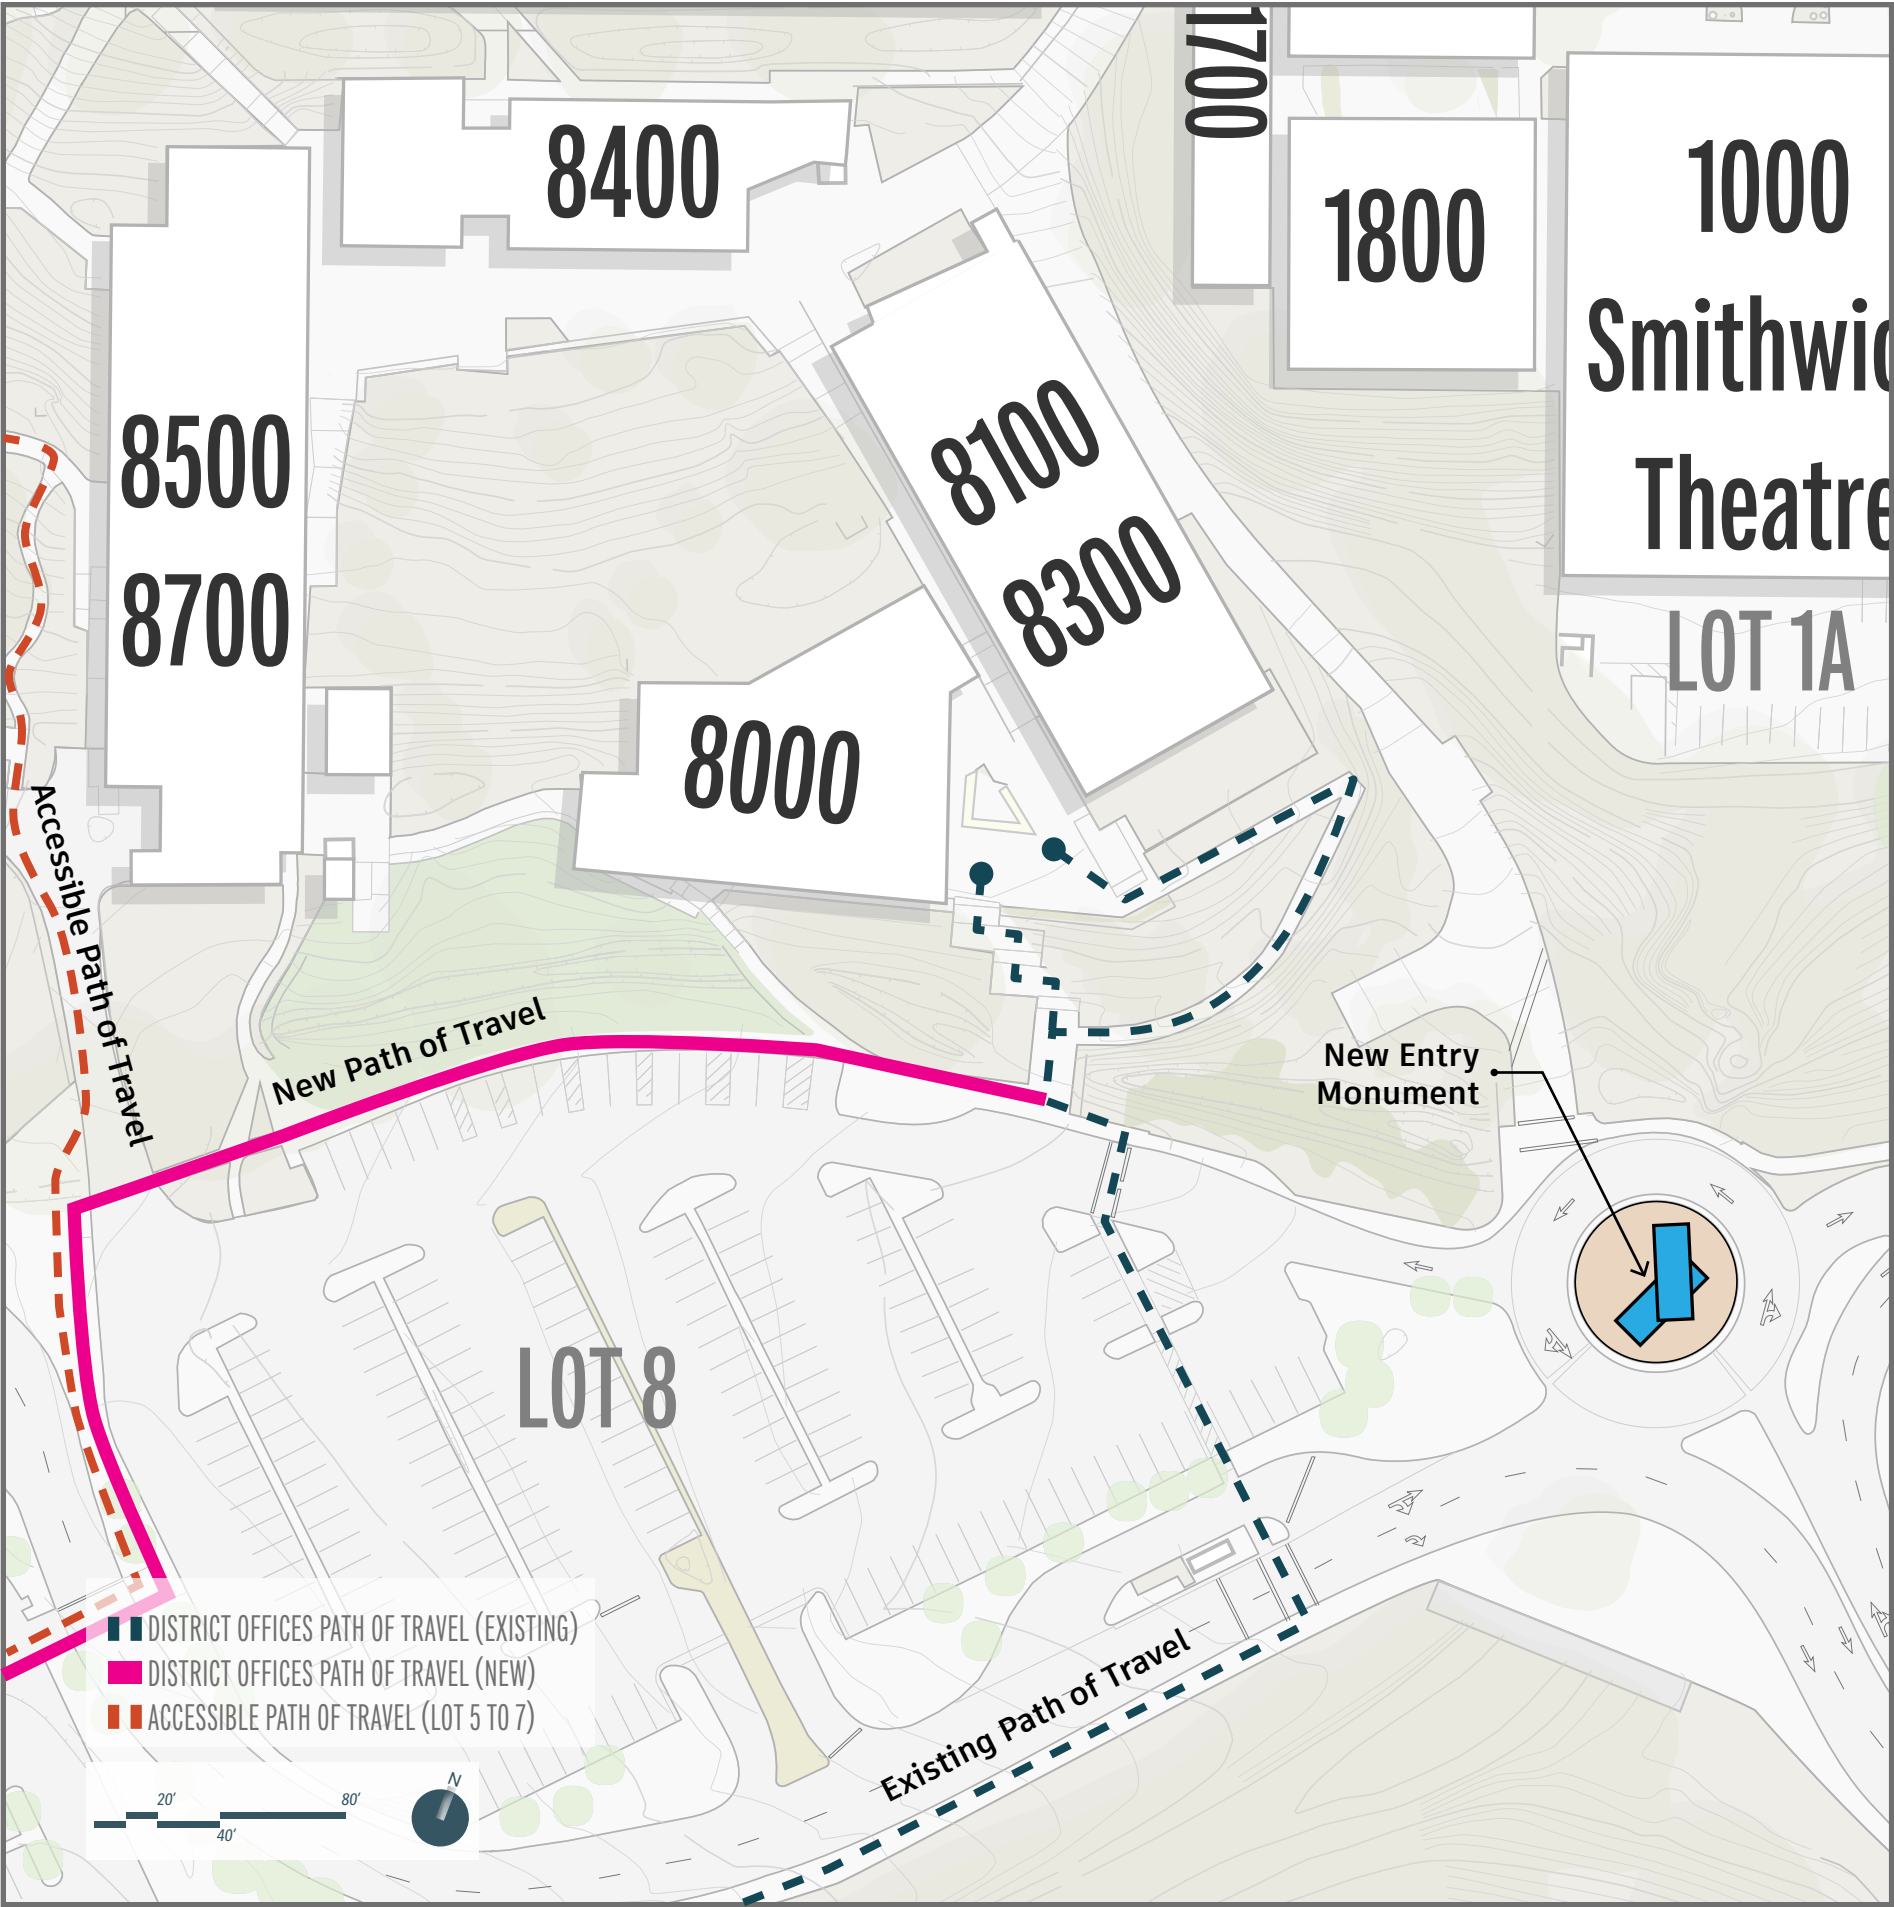 1700
8400
1800
1000
Smithwic
Theatre
8500
8700
8100
8300
LOT 1A
8000
Accessible Path of Travel
New Path of Travel
New Entry
Monument
LOT 8
DISTRICT OFFICES PATH OF TRAVEL (EXISTING)
DISTRICT OFFICES PATH OF TRAVEL (NEW)
ACCESSIBLE PATH OF TRAVEL (LOT 5 TO 7)
Existing Path of Travel
20'
80'
40'
N